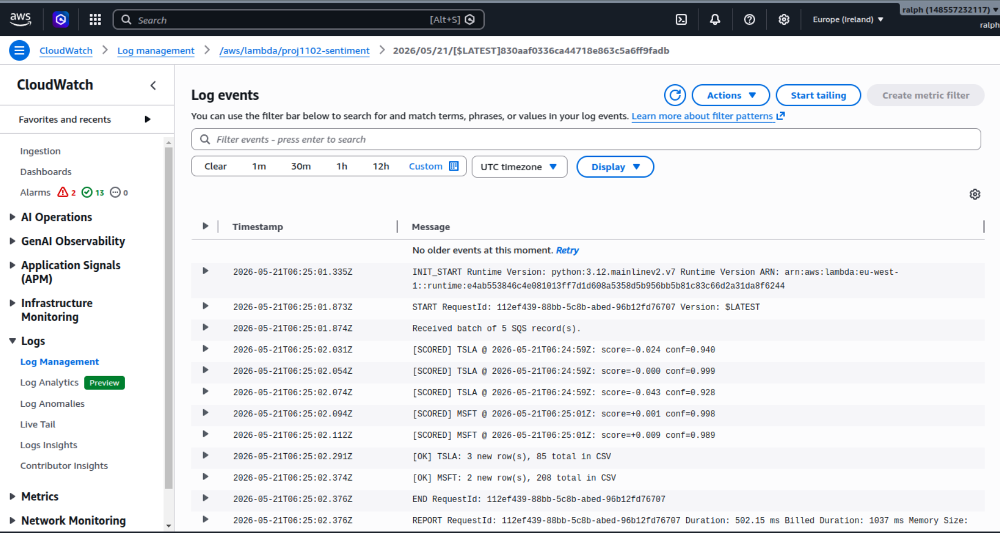 aws
Search [Alt+S]
Europe (Ireland)
ralph (148557232117)
ralph
CloudWatch
Log management
/aws/lambda/proj1102-sentiment
2026/05/21/[$LATEST]830aaf0336ca44718e863c5a6ff9fadb
CloudWatch
Favorites and recents
Ingestion
Dashboards
Alarms 2 13 0
AI Operations
GenAI Observability
Application Signals
(APM)
Infrastructure
Monitoring
Logs
Log Management
Log Analytics Preview
Log Anomalies
Live Tail
Logs Insights
Contributor Insights
Metrics
Network Monitoring
Log events
Actions
Start tailing
Create metric filter
You can use the filter bar below to search for and match terms, phrases, or values in your log events. Learn more about filter patterns
Filter events - press enter to search
Clear 1m 30m 1h 12h Custom UTC timezone Display
Timestamp Message
No older events at this moment. Retry
2026-05-21T06:25:01.335Z INIT_START Runtime Version: python:3.12.mainlinev2.v7 Runtime Version ARN: arn:aws:lambda:eu-west-
1::runtime:e4ab553846c4e081013ff7d1d608a5358d5b956bb5b81c83c66d2a31da8f6244
2026-05-21T06:25:01.873Z START RequestId: 112ef439-88bb-5c8b-abed-96b12fd76707 Version: $LATEST
2026-05-21T06:25:01.874Z Received batch of 5 SQS record(s).
2026-05-21T06:25:02.031Z [SCORED] TSLA @ 2026-05-21T06:24:59Z: score=-0.024 conf=0.940
2026-05-21T06:25:02.054Z [SCORED] TSLA @ 2026-05-21T06:24:59Z: score=-0.000 conf=0.999
2026-05-21T06:25:02.074Z [SCORED] TSLA @ 2026-05-21T06:24:59Z: score=-0.043 conf=0.928
2026-05-21T06:25:02.094Z [SCORED] MSFT @ 2026-05-21T06:25:01Z: score=+0.001 conf=0.998
2026-05-21T06:25:02.112Z [SCORED] MSFT @ 2026-05-21T06:25:01Z: score=+0.009 conf=0.989
2026-05-21T06:25:02.291Z [OK] TSLA: 3 new row(s), 85 total in CSV
2026-05-21T06:25:02.374Z [OK] MSFT: 2 new row(s), 208 total in CSV
2026-05-21T06:25:02.376Z END RequestId: 112ef439-88bb-5c8b-abed-96b12fd76707
2026-05-21T06:25:02.376Z REPORT RequestId: 112ef439-88bb-5c8b-abed-96b12fd76707 Duration: 502.15 ms Billed Duration: 1037 ms Memory Size: